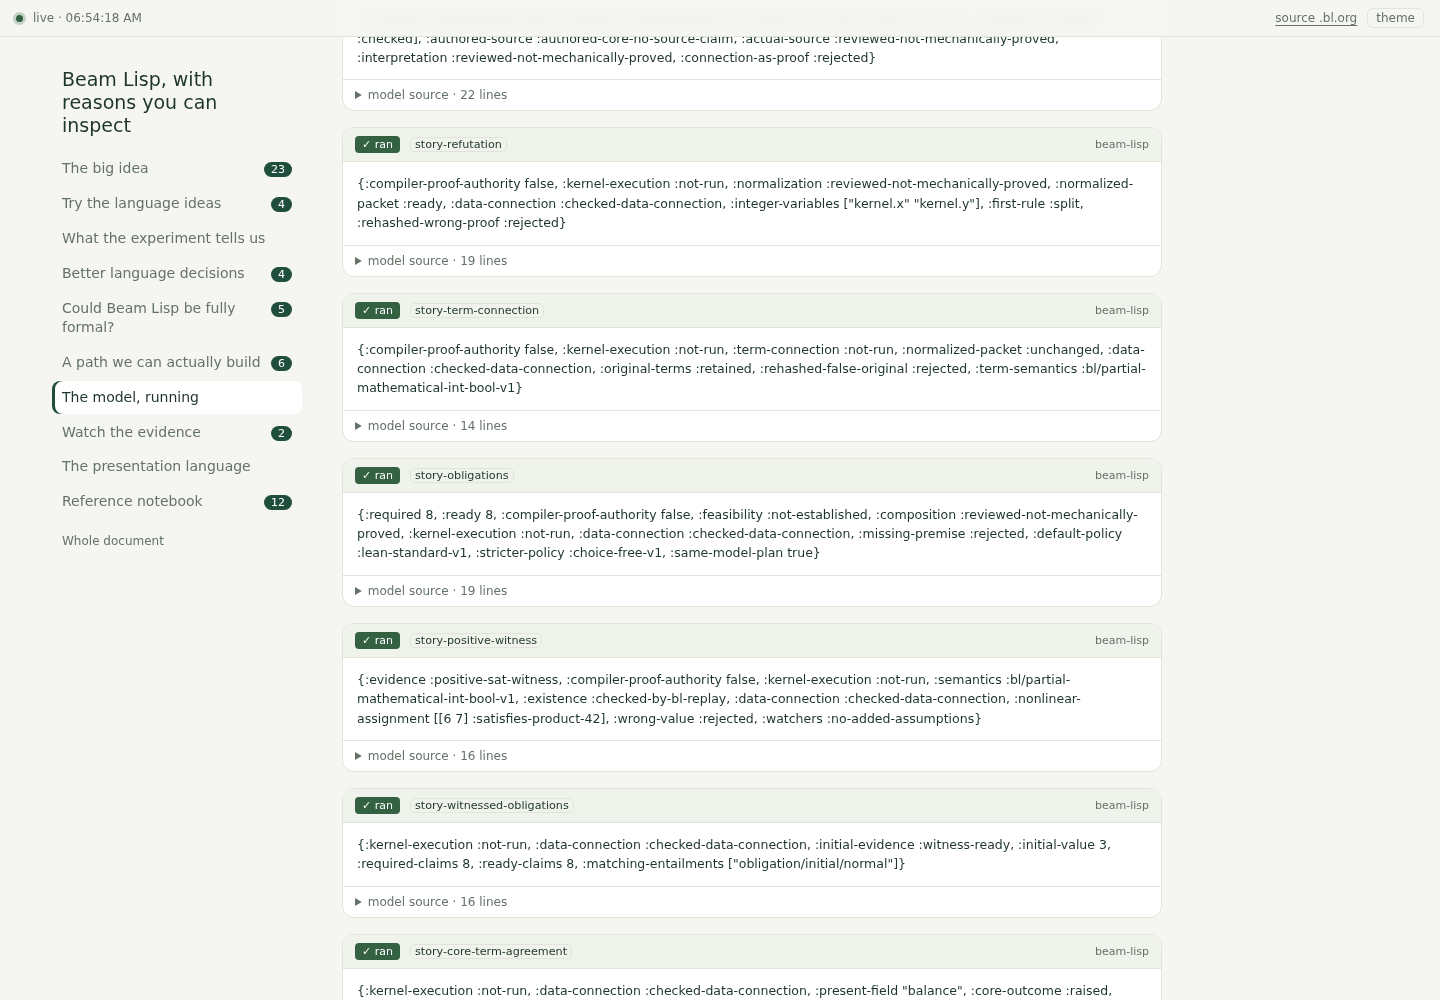 live · 06:54:18 AM
source .bl.org
theme
Beam Lisp, with
reasons you can
inspect
The big idea 23
Try the language ideas 4
What the experiment tells us
Better language decisions 4
Could Beam Lisp be fully
formal? 5
A path we can actually build 6
The model, running
Watch the evidence 2
The presentation language
Reference notebook 12
Whole document
:checked], :authored-source :authored-core-no-source-claim, :actual-source :reviewed-not-mechanically-proved,
:interpretation :reviewed-not-mechanically-proved, :connection-as-proof :rejected}
▶ model source · 22 lines
✓ ran story-refutation beam-lisp
{:compiler-proof-authority false, :kernel-execution :not-run, :normalization :reviewed-not-mechanically-proved, :normalized-
packet :ready, :data-connection :checked-data-connection, :integer-variables ["kernel.x" "kernel.y"], :first-rule :split,
:rehashed-wrong-proof :rejected}
▶ model source · 19 lines
✓ ran story-term-connection beam-lisp
{:compiler-proof-authority false, :kernel-execution :not-run, :term-connection :not-run, :normalized-packet :unchanged, :data-
connection :checked-data-connection, :original-terms :retained, :rehashed-false-original :rejected, :term-semantics :bl/partial-
mathematical-int-bool-v1}
▶ model source · 14 lines
✓ ran story-obligations beam-lisp
{:required 8, :ready 8, :compiler-proof-authority false, :feasibility :not-established, :composition :reviewed-not-mechanically-
proved, :kernel-execution :not-run, :data-connection :checked-data-connection, :missing-premise :rejected, :default-policy
:lean-standard-v1, :stricter-policy :choice-free-v1, :same-model-plan true}
▶ model source · 19 lines
✓ ran story-positive-witness beam-lisp
{:evidence :positive-sat-witness, :compiler-proof-authority false, :kernel-execution :not-run, :semantics :bl/partial-
mathematical-int-bool-v1, :existence :checked-by-bl-replay, :data-connection :checked-data-connection, :nonlinear-
assignment [[6 7] :satisfies-product-42], :wrong-value :rejected, :watchers :no-added-assumptions}
▶ model source · 16 lines
✓ ran story-witnessed-obligations beam-lisp
{:kernel-execution :not-run, :data-connection :checked-data-connection, :initial-evidence :witness-ready, :initial-value 3,
:required-claims 8, :ready-claims 8, :matching-entailments ["obligation/initial/normal"]}
▶ model source · 16 lines
✓ ran story-core-term-agreement beam-lisp
{:kernel-execution :not-run, :data-connection :checked-data-connection, :present-field "balance", :core-outcome :raised,